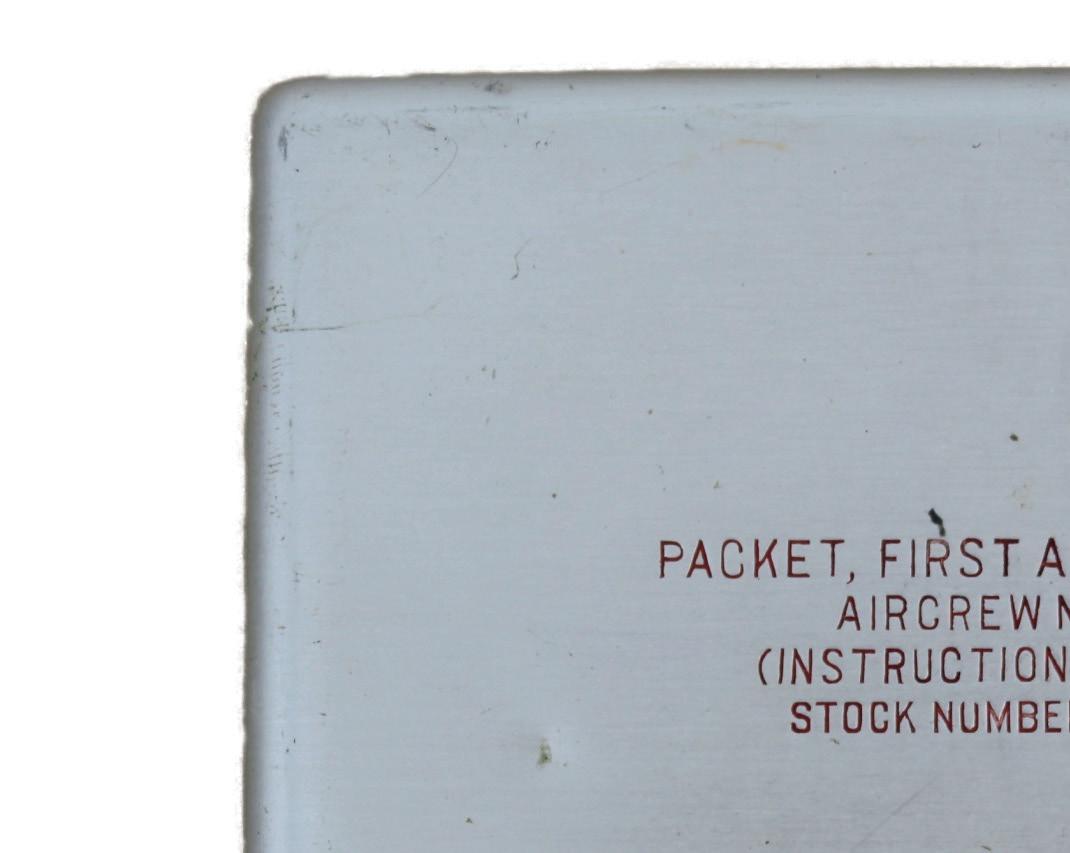 PACKET, FIRST A
AIRCREW N
(INSTRUCTION
STOCK NUMBE